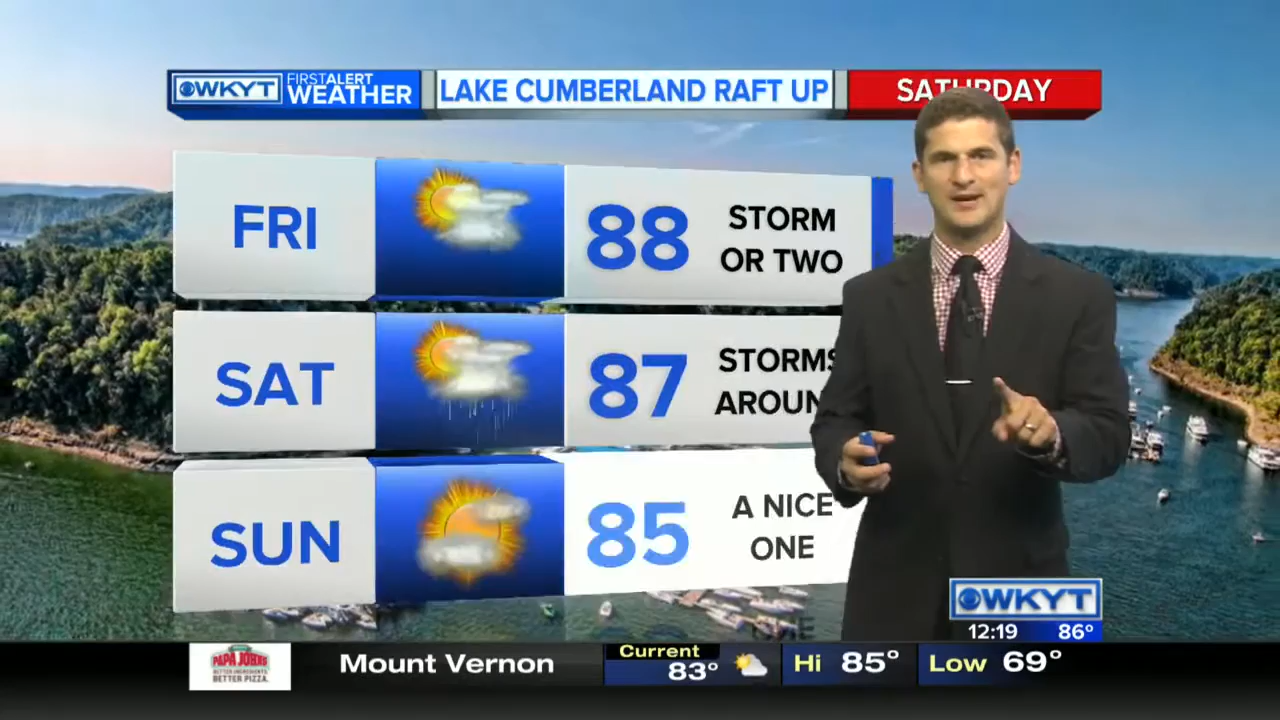 WKYT FIRST ALERT WEATHER
LAKE CUMBERLAND RAFT UP
SATURDAY
FRI
88
STORM
OR TWO
SAT
87
STORMS
AROUN
SUN
85
A NICE
ONE
WKYT
12:19 86°
PAPA JOHNS
BETTER INGREDIENTS.
BETTER PIZZA.
Mount Vernon
Current
83°
Hi 85°
Low 69°